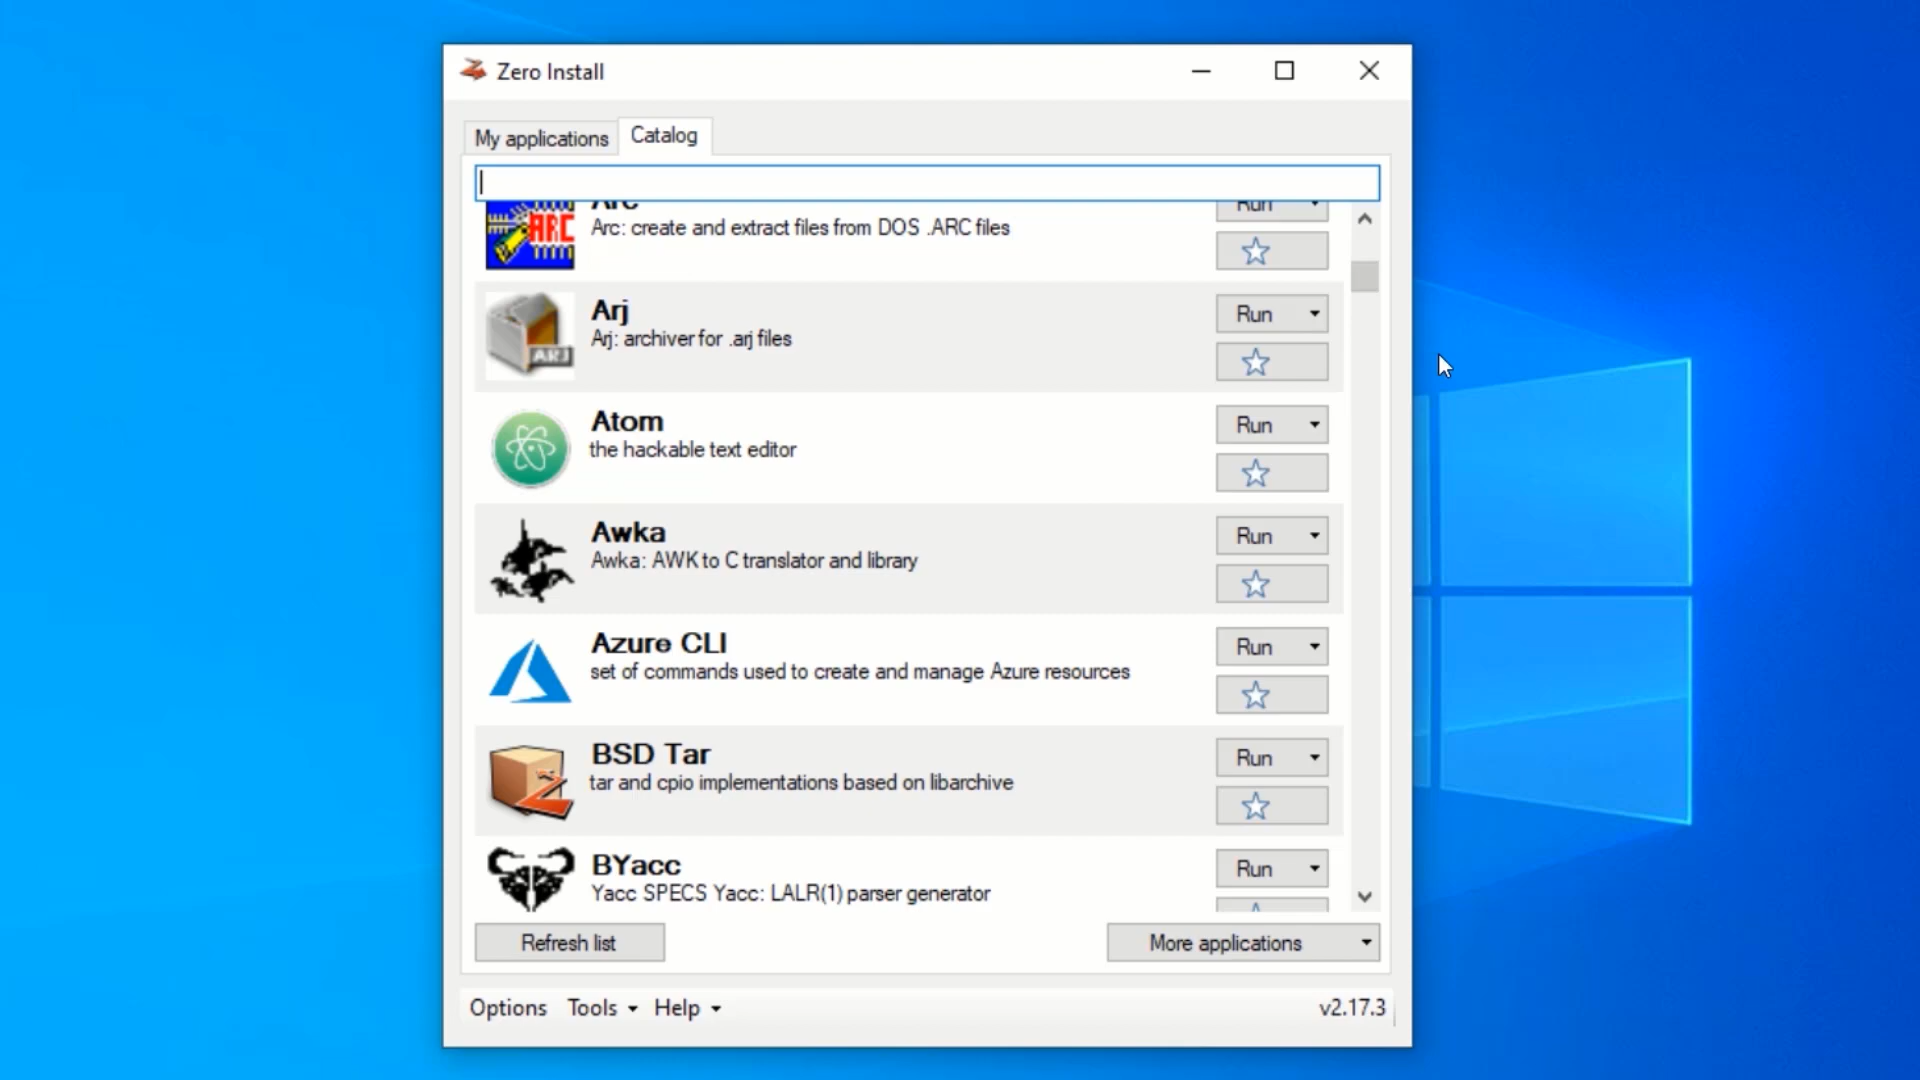 Zero Install
My applications
Catalog
Arc
Run
ARC
Arc: create and extract files from DOS .ARC files
Arj
Run
ARJ
Arj: archiver for .arj files
Atom
Run
the hackable text editor
Awka
Run
Awka: AWK to C translator and library
Azure CLI
Run
set of commands used to create and manage Azure resources
BSD Tar
Run
tar and cpio implementations based on libarchive
BYacc
Run
Yacc SPECS Yacc: LALR(1) parser generator
Refresh list
More applications
Options Tools Help
v2.17.3